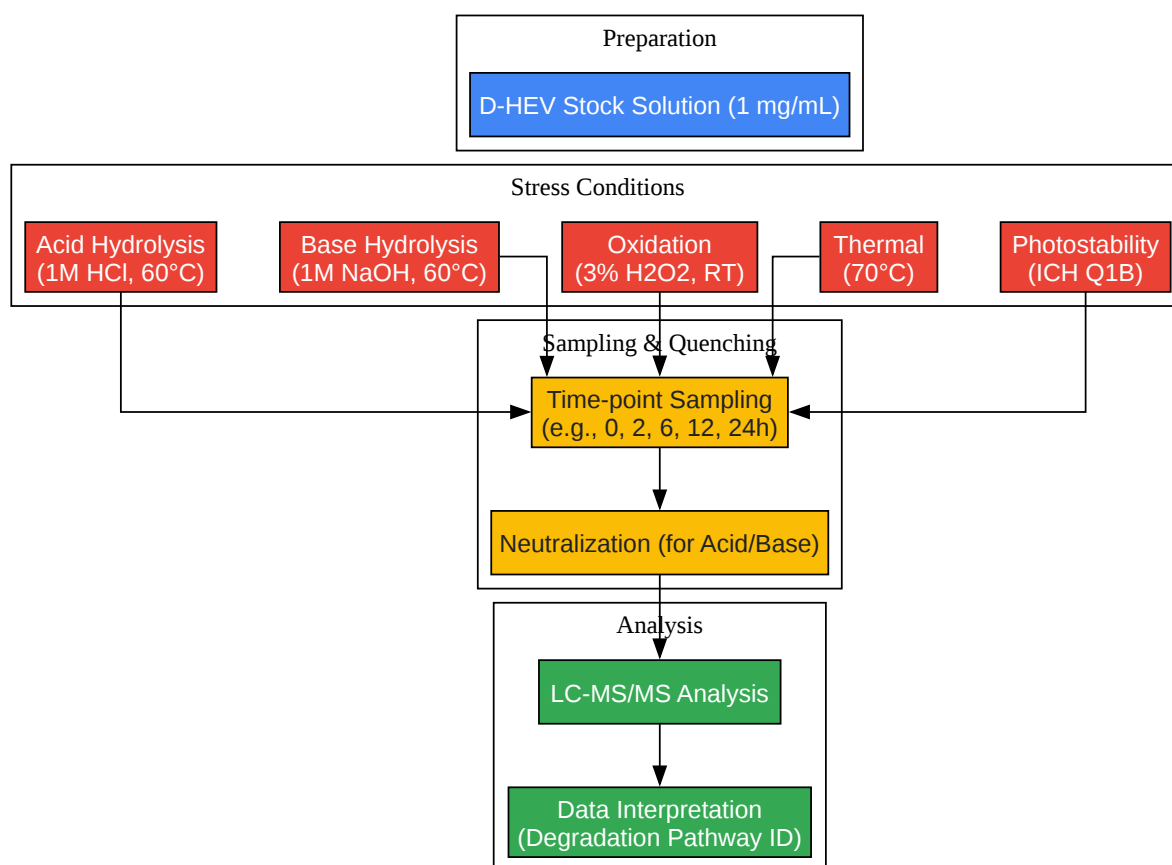 Preparation
D-HEV Stock Solution (1 mg/mL)
Stress Conditions
Acid Hydrolysis
(1M HCl, 60°C)
Base Hydrolysis
(1M NaOH, 60°C)
Oxidation
(3% H2O2, RT)
Thermal
(70°C)
Photostability
(ICH Q1B)
Sampling & Quenching
Time-point Sampling
(e.g., 0, 2, 6, 12, 24h)
Neutralization (for Acid/Base)
Analysis
LC-MS/MS Analysis
Data Interpretation
(Degradation Pathway ID)